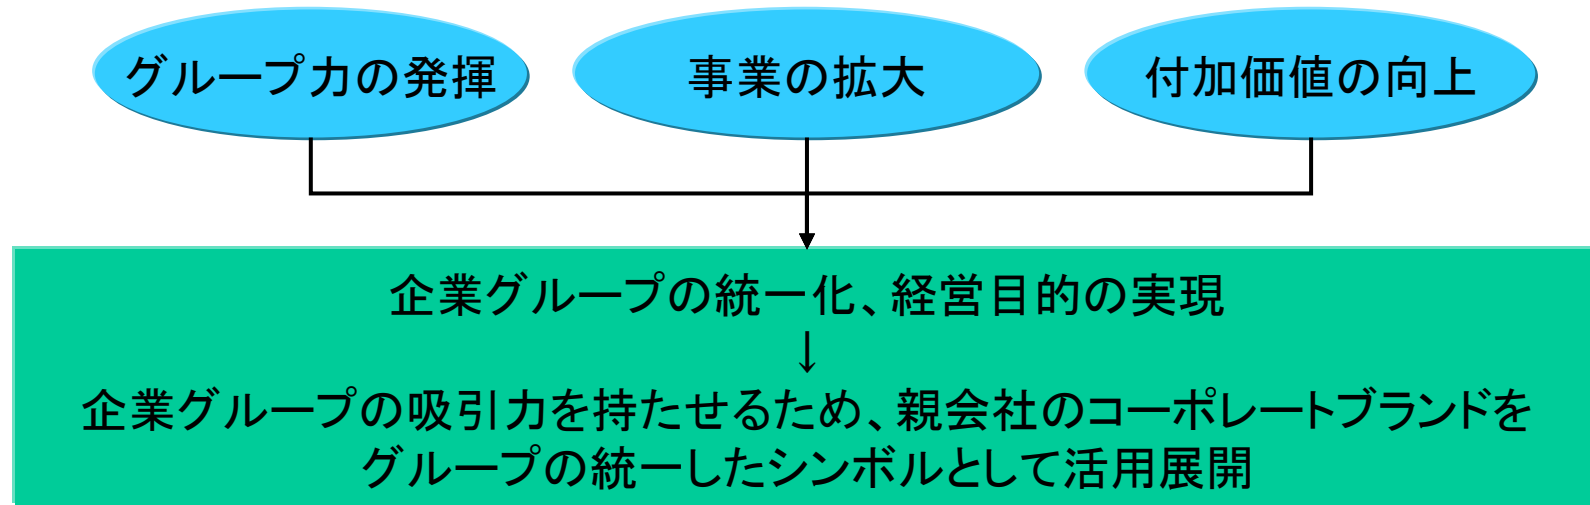 グループ力の発揮
事業の拡大
付加価値の向上
企業グループの統一化、経営目的の実現
↓
企業グループの吸引力を持たせるため、親会社のコーポレートブランドを
グループの統一したシンボルとして活用展開